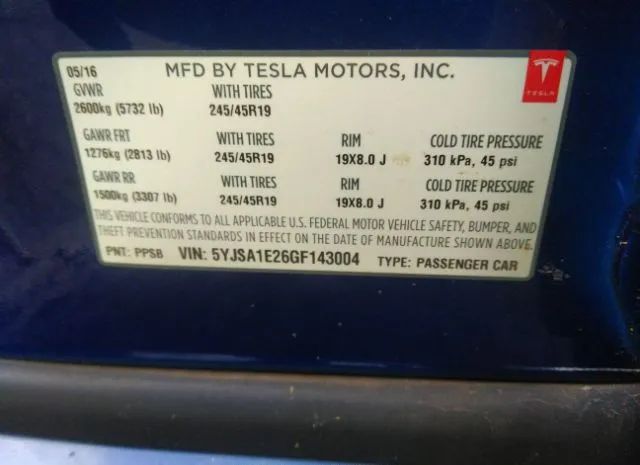 05/16 MFD BY TESLA MOTORS, INC.
TESLA
GVWR WITH TIRES
2600kg (5732 lb) 245/45R19
GAWR FRT WITH TIRES RIM COLD TIRE PRESSURE
1276kg (2813 lb) 245/45R19 19X8.0 J 310 kPa, 45 psi
GAWR RR WITH TIRES RIM COLD TIRE PRESSURE
1500kg (3307 lb) 245/45R19 19X8.0 J 310 kPa, 45 psi
THIS VEHICLE CONFORMS TO ALL APPLICABLE U.S. FEDERAL MOTOR VEHICLE SAFETY, BUMPER, AND
THEFT PREVENTION STANDARDS IN EFFECT ON THE DATE OF MANUFACTURE SHOWN ABOVE.
PNT: PPSB VIN: 5YJSA1E26GF143004 TYPE: PASSENGER CAR